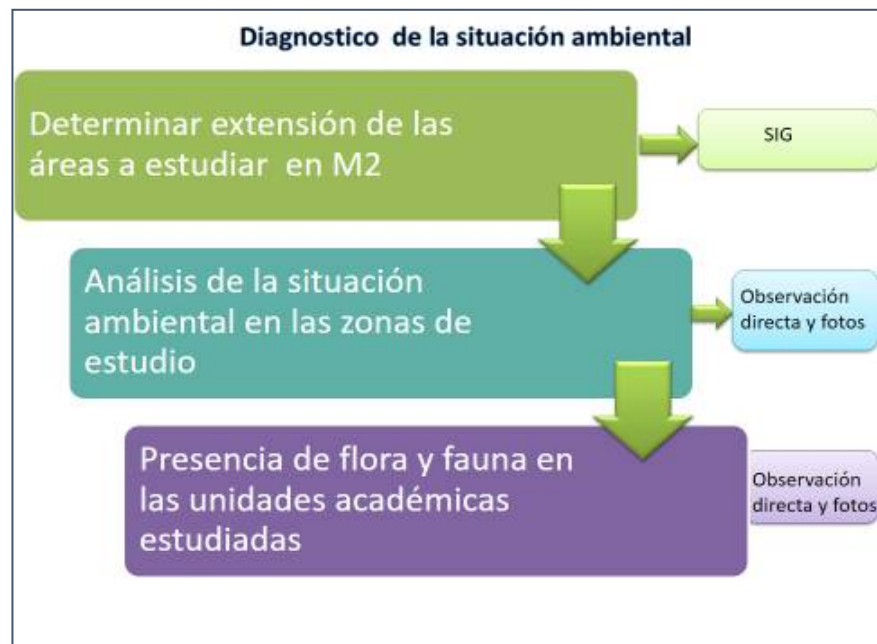 Diagnostico de la situación ambiental
Determinar extensión de las
áreas a estudiar en M2
SIG
Análisis de la situación
ambiental en las zonas de
estudio
Observación
directa y fotos
Presencia de flora y fauna en
las unidades académicas
estudiadas
Observación
directa y fotos